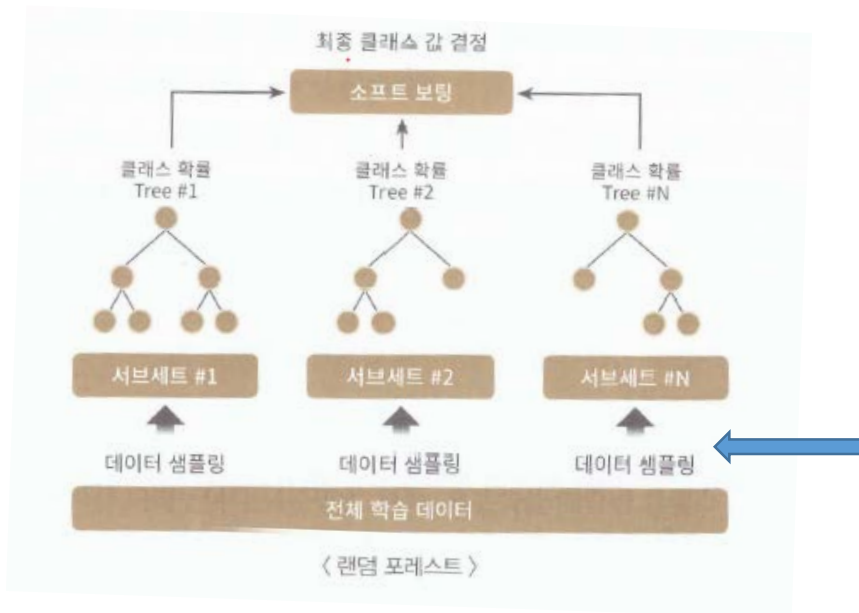 최종 클래스 값 결정
소프트 보팅
클래스 확률
Tree #1
클래스 확률
Tree #2
클래스 확률
Tree #N
서브세트 #1
서브세트 #2
서브세트 #N
데이터 샘플링
데이터 샘플링
데이터 샘플링
전체 학습 데이터
〈 랜덤 포레스트 〉